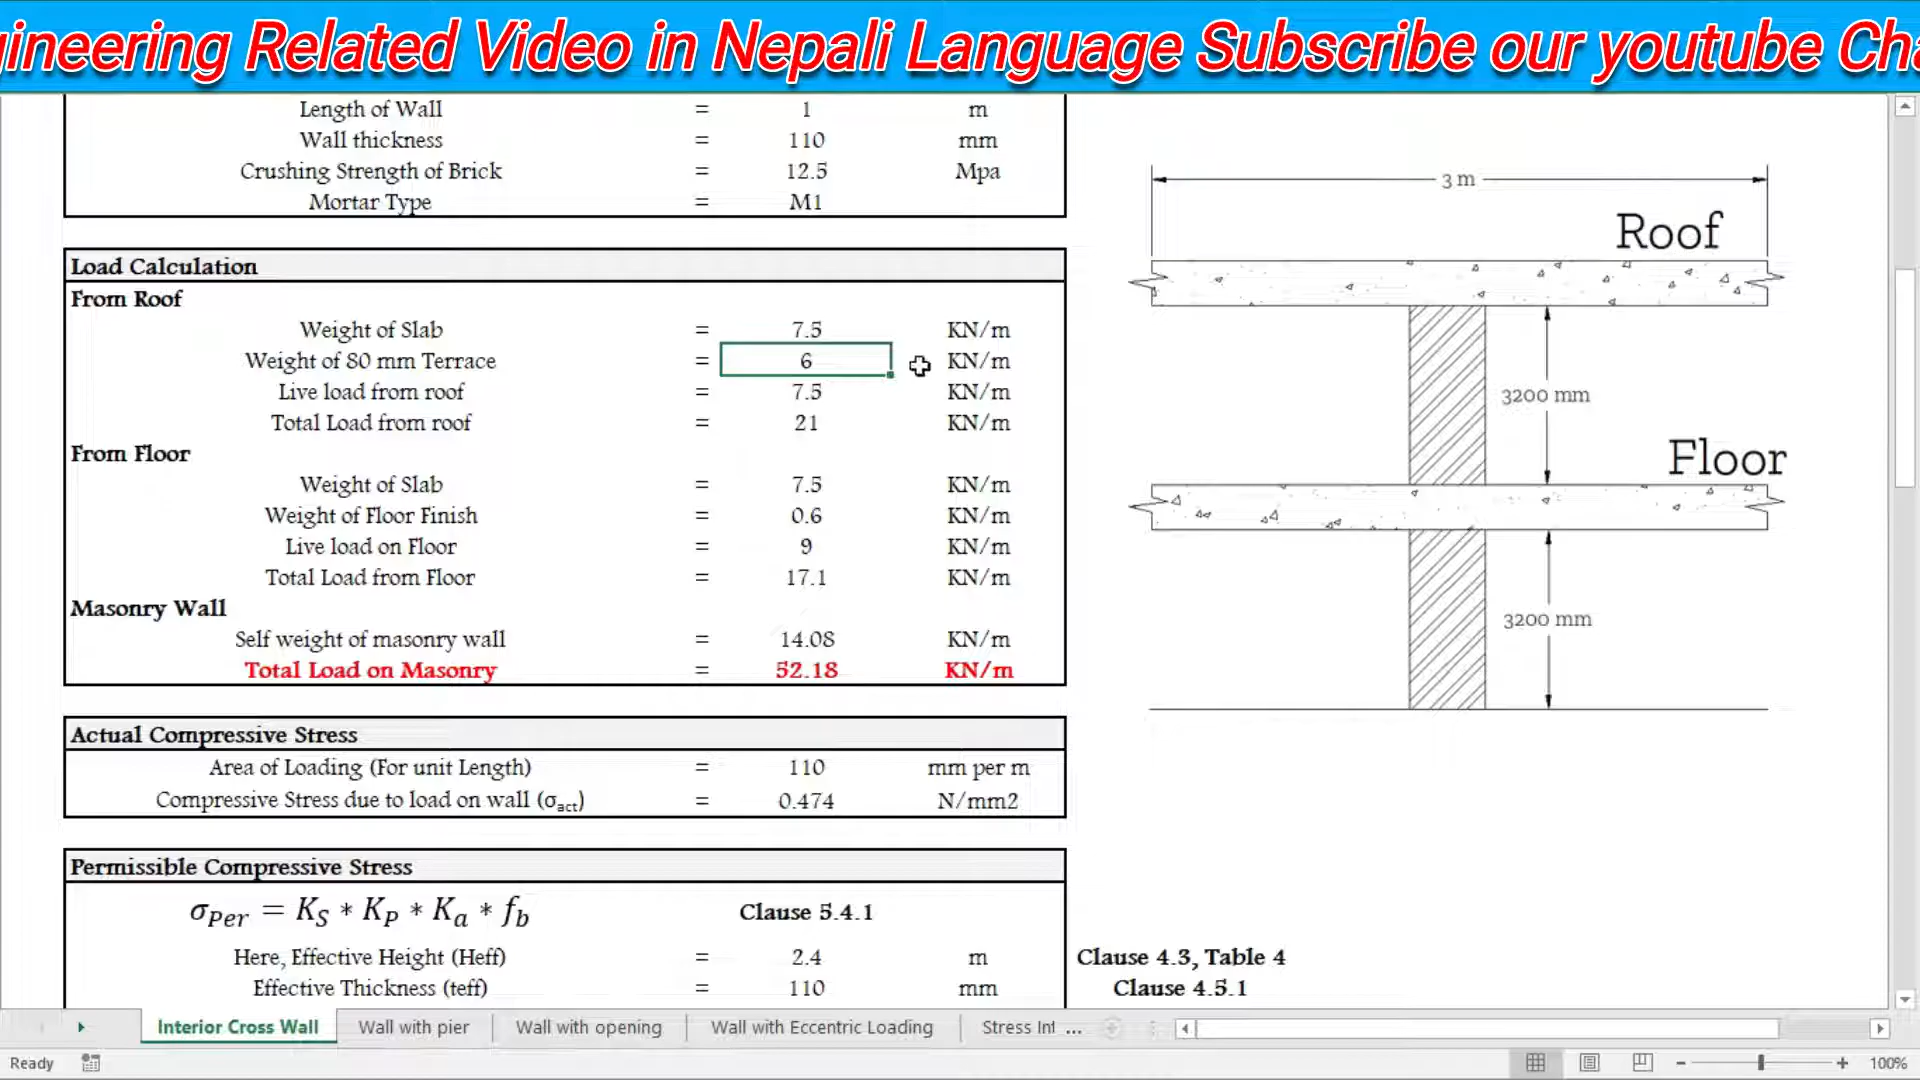 gineering Related Video in Nepali Language Subscribe our youtube Cha
Length of Wall = 1 m
Wall thickness = 110 mm
Crushing Strength of Brick = 12.5 Mpa
Mortar Type = M1
Load Calculation
From Roof
Weight of Slab = 7.5 KN/m
Weight of 80 mm Terrace = 6 KN/m
Live load from roof = 7.5 KN/m
Total Load from roof = 21 KN/m
From Floor
Weight of Slab = 7.5 KN/m
Weight of Floor Finish = 0.6 KN/m
Live load on Floor = 9 KN/m
Total Load from Floor = 17.1 KN/m
Masonry Wall
Self weight of masonry wall = 14.08 KN/m
Total Load on Masonry = 52.18 KN/m
Actual Compressive Stress
Area of Loading (For unit Length) = 110 mm per m
Compressive Stress due to load on wall (σact) = 0.474 N/mm2
Permissible Compressive Stress
σPer = KS * KP * Ka * fb Clause 5.4.1
Here, Effective Height (Heff) = 2.4 m Clause 4.3, Table 4
Effective Thickness (teff) = 110 mm Clause 4.5.1
3 m
Roof
3200 mm
Floor
3200 mm
Interior Cross Wall Wall with pier Wall with opening Wall with Eccentric Loading Stress Int ...
Ready 100%